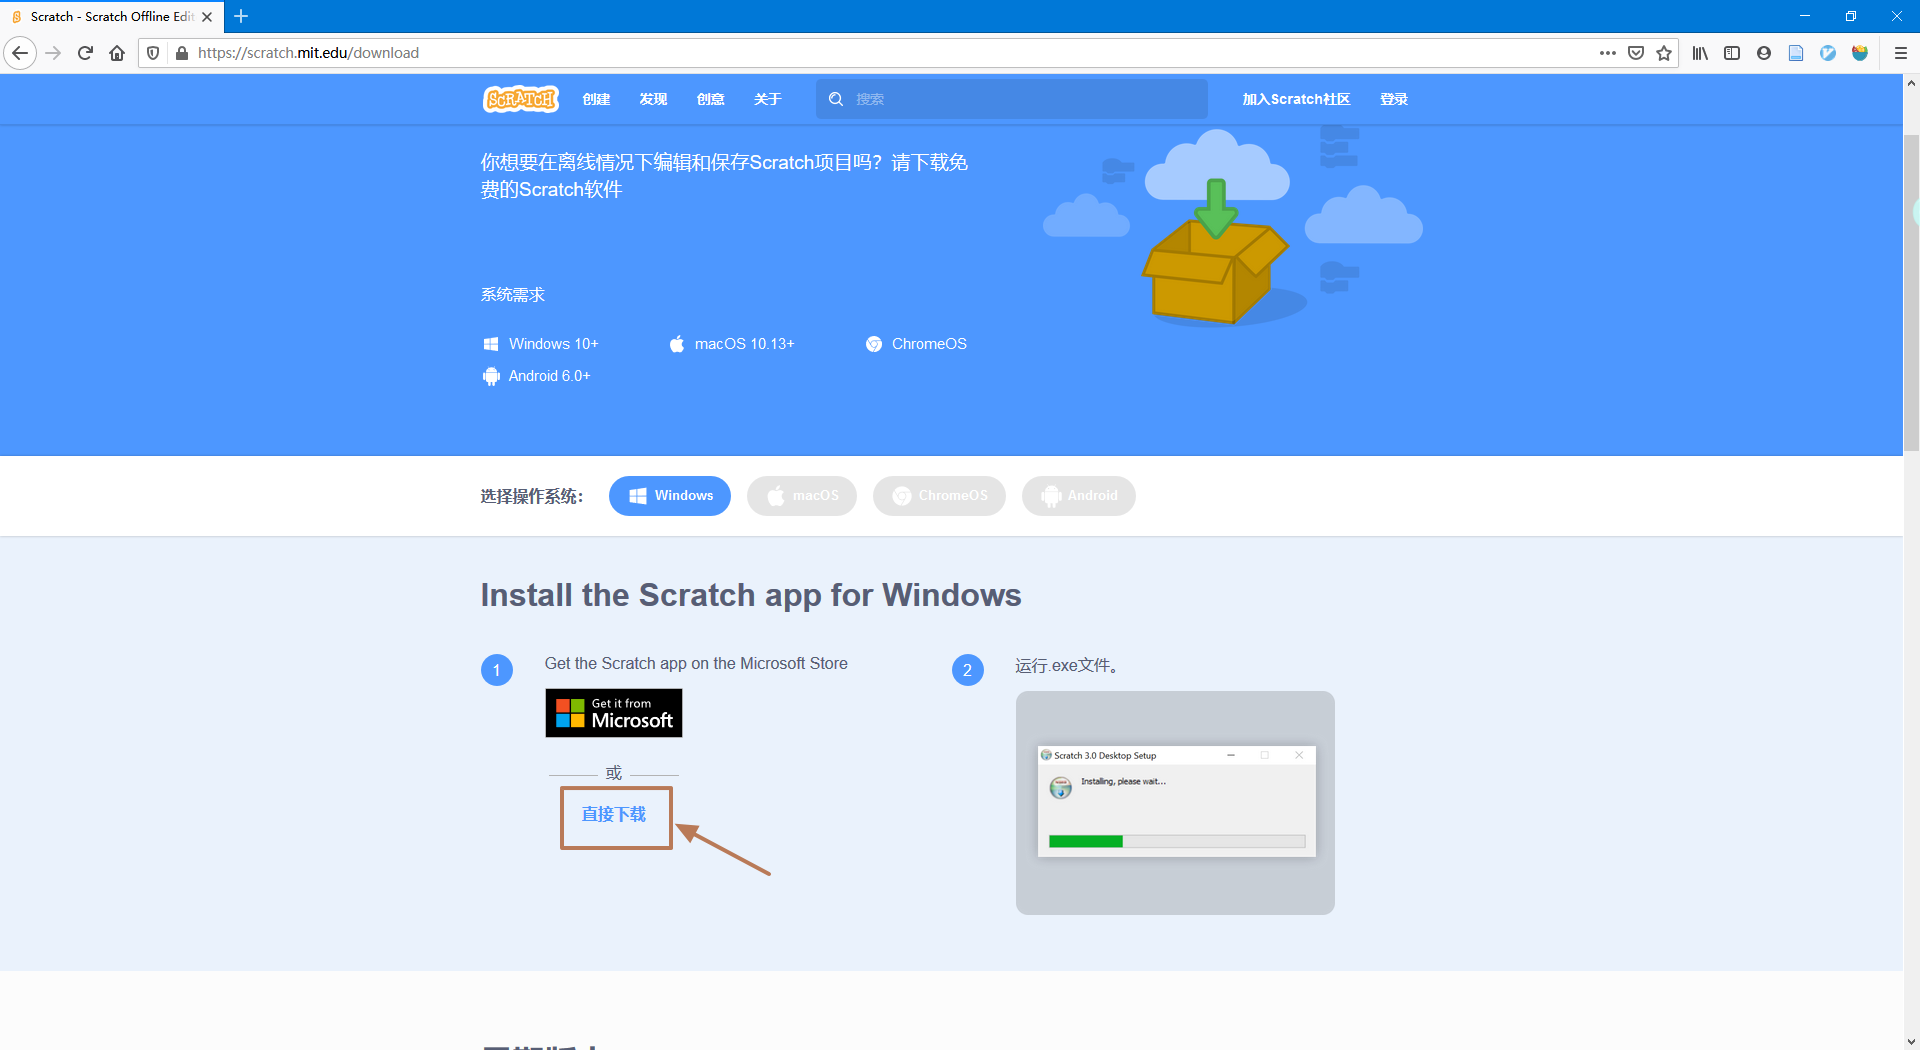 Scratch - Scratch Offline Edit
https://scratch.mit.edu/download
SCRATCH
创建
发现
创意
关于
搜索
加入Scratch社区
登录
你想要在离线情况下编辑和保存Scratch项目吗？请下载免
费的Scratch软件
系统需求
Windows 10+
macOS 10.13+
ChromeOS
Android 6.0+
选择操作系统：
Windows
macOS
ChromeOS
Android
Install the Scratch app for Windows
1
Get the Scratch app on the Microsoft Store
Get it from
Microsoft
或
直接下载
2
运行.exe文件。
Scratch 3.0 Desktop Setup
Installing, please wait...